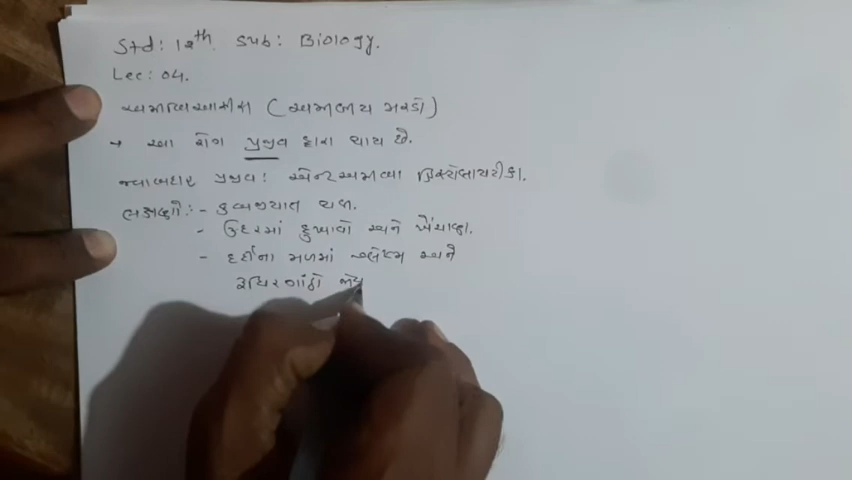 Std: 12th Sub: Biology.
Lec: 04.
અમીબિઆસીસ (અમીબીય મરડો)
→ આ રોગ પ્રજીવ દ્વારા થાય છે.
જવાબદાર પ્રજીવ: એન્ટઅમીબા હિસ્ટોલાયટીકા.
લક્ષણો: - કબજીયાત થવી.
- ઉદરમાં દુખાવો અને ખેંચાણ.
- દર્દીના મળમાં શ્લેષ્મ અને
રુધિરગાંઠો